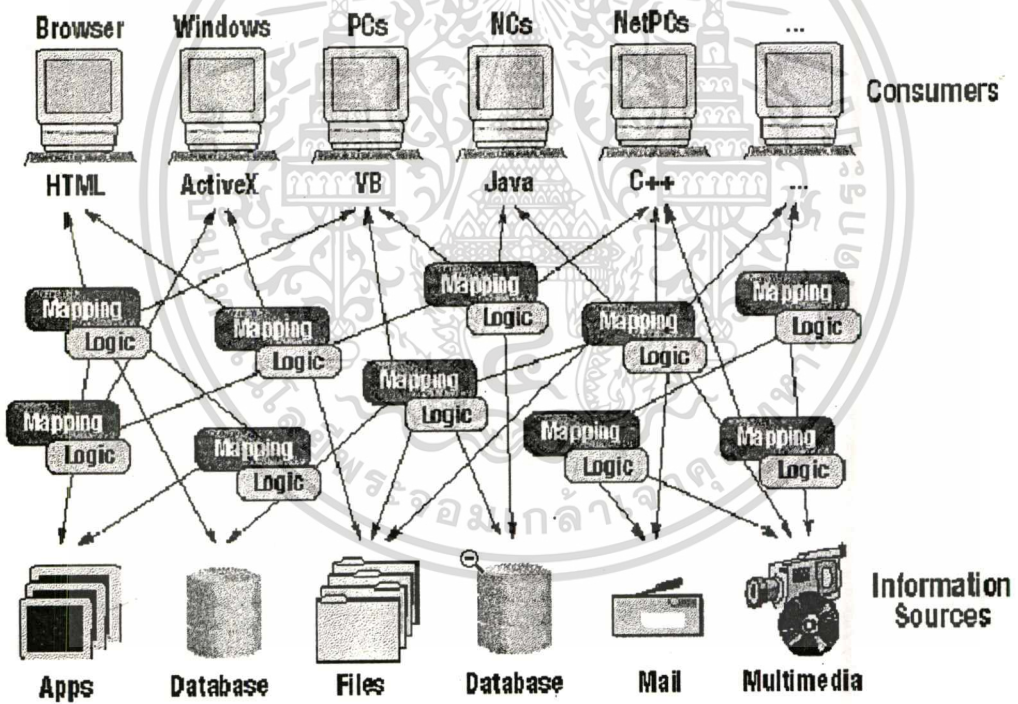 Browser Windows PCs NCs NetPCs ...
Consumers
HTML ActiveX VB Java C++ ...
Mapping
Logic
Mapping
Logic
Mapping
Logic
Mapping
Logic
Mapping
Logic
Mapping
Logic
Mapping
Logic
Mapping
Logic
Mapping
Logic
Mapping
Logic
Information
Sources
Apps Database Files Database Mail Multimedia